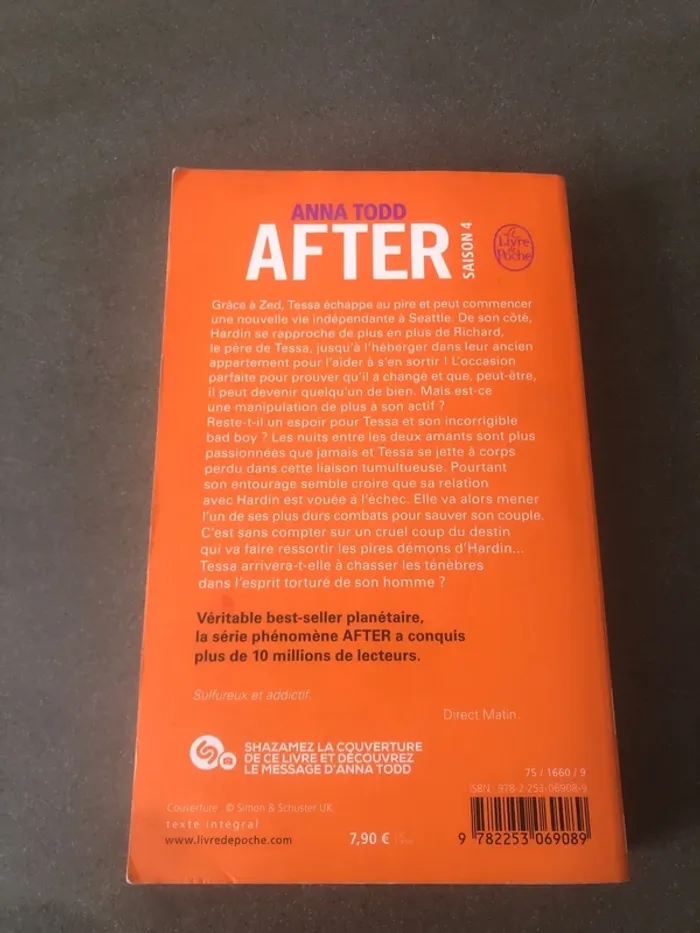 ANNA TODD
AFTER
SAISON 4
Le
Livre
de
Poche
Grâce à Zed, Tessa échappe au pire et peut commencer
une nouvelle vie indépendante à Seattle. De son côté,
Hardin se rapproche de plus en plus de Richard,
le père de Tessa, jusqu'à l'héberger dans leur ancien
appartement pour l'aider à s'en sortir ! L'occasion
parfaite pour prouver qu'il a changé et que, peut-être,
il peut devenir quelqu'un de bien. Mais est-ce
une manipulation de plus à son actif ?
Reste-t-il un espoir pour Tessa et son incorrigible
bad boy ? Les nuits entre les deux amants sont plus
passionnées que jamais et Tessa se jette à corps
perdu dans cette liaison tumultueuse. Pourtant
son entourage semble croire que sa relation
avec Hardin est vouée à l'échec. Elle va alors mener
l'un de ses plus durs combats pour sauver son couple.
C'est sans compter sur un cruel coup du destin
qui va faire ressortir les pires démons d'Hardin...
Tessa arrivera-t-elle à chasser les ténèbres
dans l'esprit torturé de son homme ?
Véritable best-seller planétaire,
la série phénomène AFTER a conquis
plus de 10 millions de lecteurs.
Sulfureux et addictif.
Direct Matin.
SHAZAMEZ LA COUVERTURE
DE CE LIVRE ET DÉCOUVREZ
LE MESSAGE D'ANNA TODD
75 / 1660 / 9
ISBN : 978-2-253-06908-9
Couverture : © Simon & Schuster UK
texte intégral
www.livredepoche.com
7,90 €
9 782253 069089